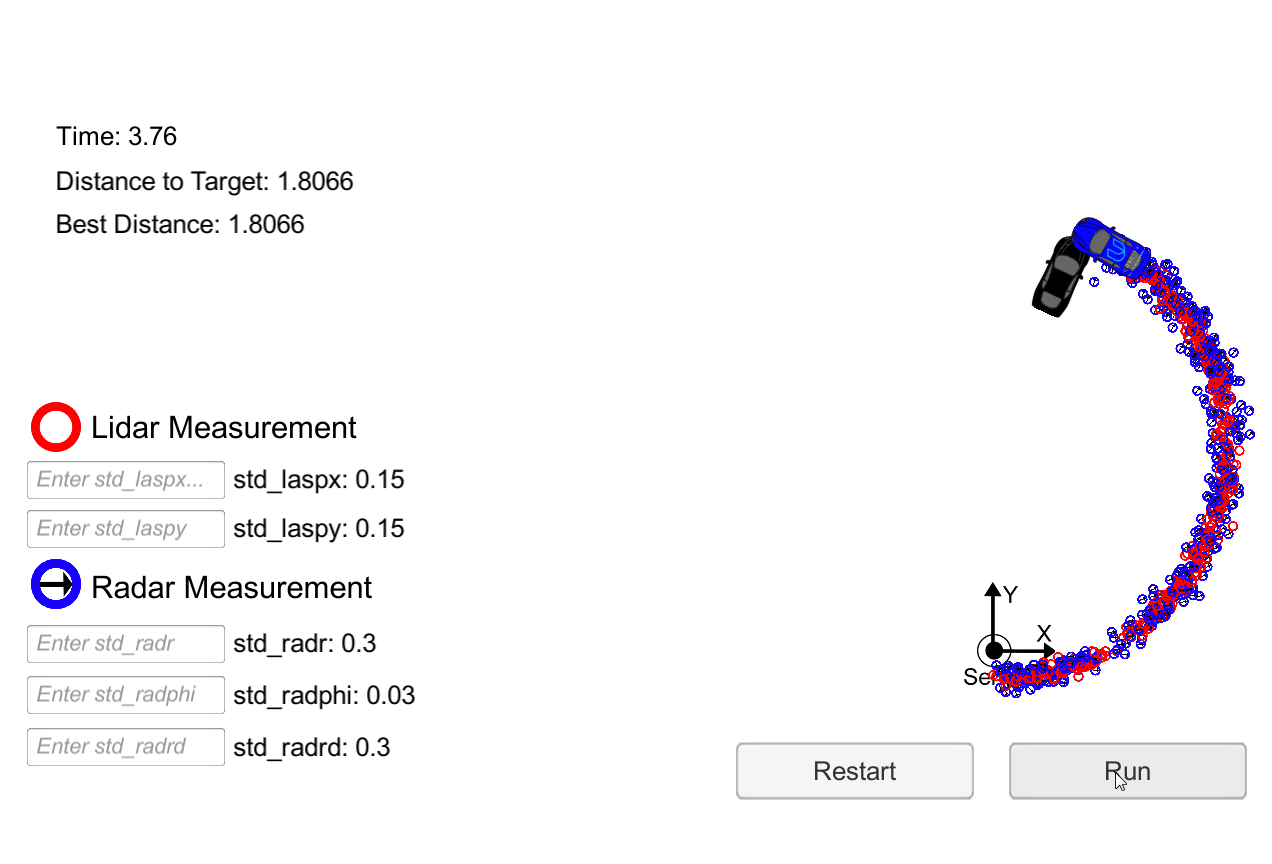 Time: 3.76
Distance to Target: 1.8066
Best Distance: 1.8066
Lidar Measurement
Enter std_laspx... std_laspx: 0.15
Enter std_laspy std_laspy: 0.15
Radar Measurement
Enter std_radr std_radr: 0.3
Enter std_radphi std_radphi: 0.03
Enter std_radrd std_radrd: 0.3
Y
X
Restart
Run